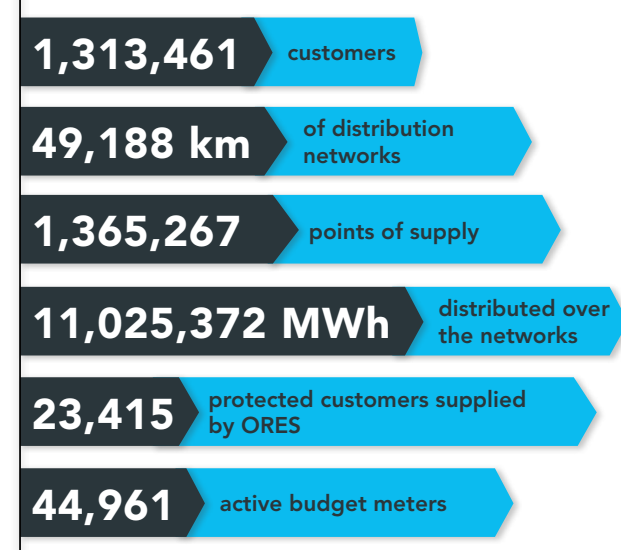 1,313,461 customers
49,188 km of distribution
networks
1,365,267 points of supply
11,025,372 MWh distributed over
the networks
23,415 protected customers supplied
by ORES
44,961 active budget meters